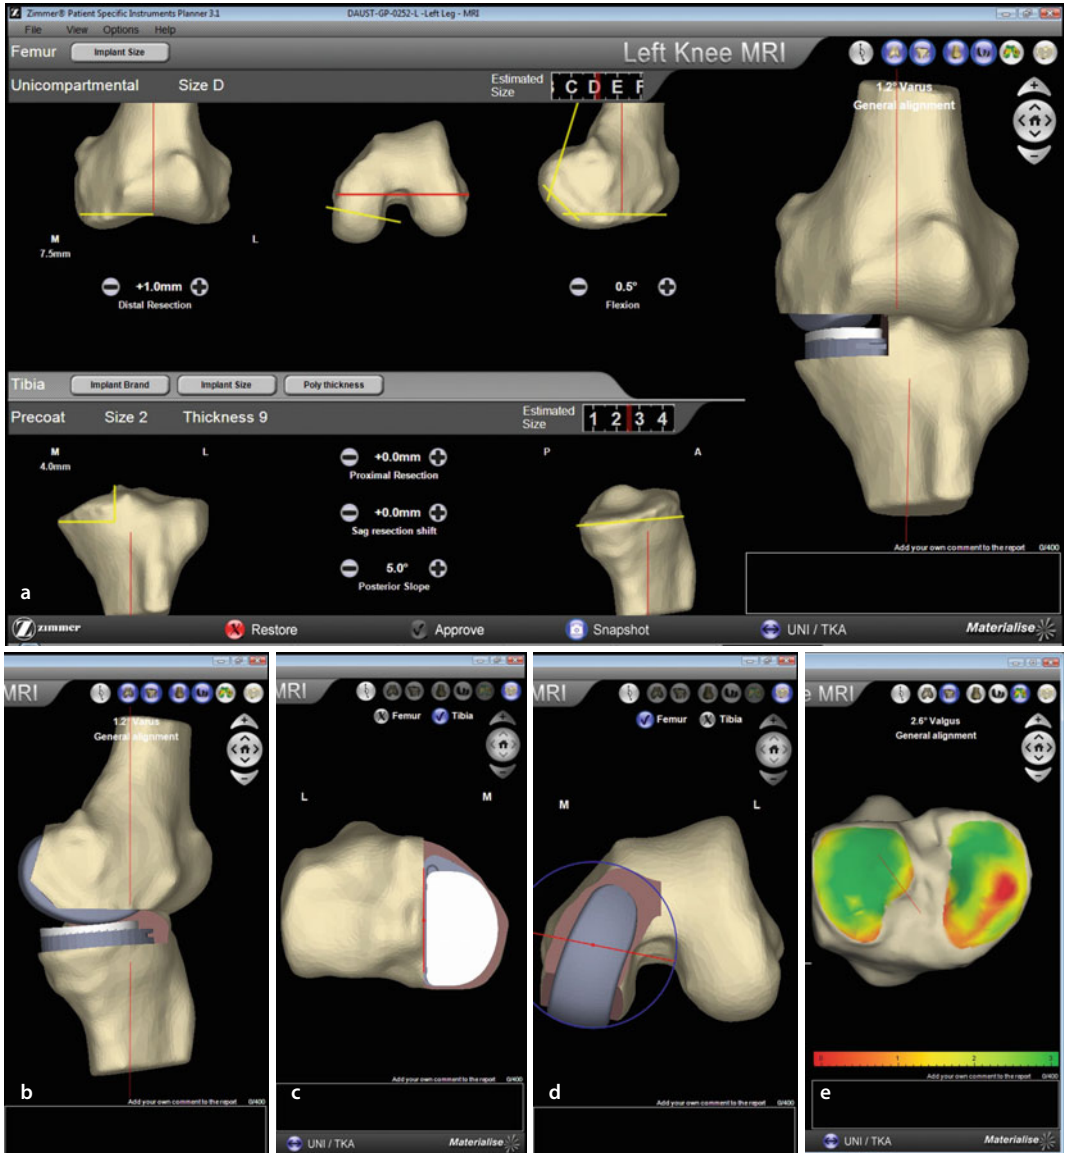 Zimmer® Patient Specific Instruments Planner 3.1 DAUST-GP-0252-L -Left Leg - MRI
File View Options Help
Femur Implant Size Left Knee MRI
Unicompartmental Size D Estimated Size C D E F
1.2° Varus
General alignment
M L
7.5mm
+1.0mm 0.5°
Distal Resection Flexion
Tibia Implant Brand Implant Size Poly thickness
Precoat Size 2 Thickness 9 Estimated Size 1 2 3 4
M L P A
4.0mm
+0.0mm
Proximal Resection
+0.0mm
Sag resection shift
5.0°
Posterior Slope
Add your own comment to the report 0/400
a
zimmer Restore Approve Snapshot UNI / TKA Materialise
MRI
1.2° Varus
General alignment
Add your own comment to the report 0/400
b
UNI / TKA Materialise
MRI
Femur Tibia
L M
Add your own comment to the report 0/400
c
UNI / TKA Materialise
MRI
Femur Tibia
M L
Add your own comment to the report 0/400
d
UNI / TKA Materialise
e MRI
2.6° Valgus
General alignment
0 1 2 3
Add your own comment to the report 0/400
e
UNI / TKA Materialise